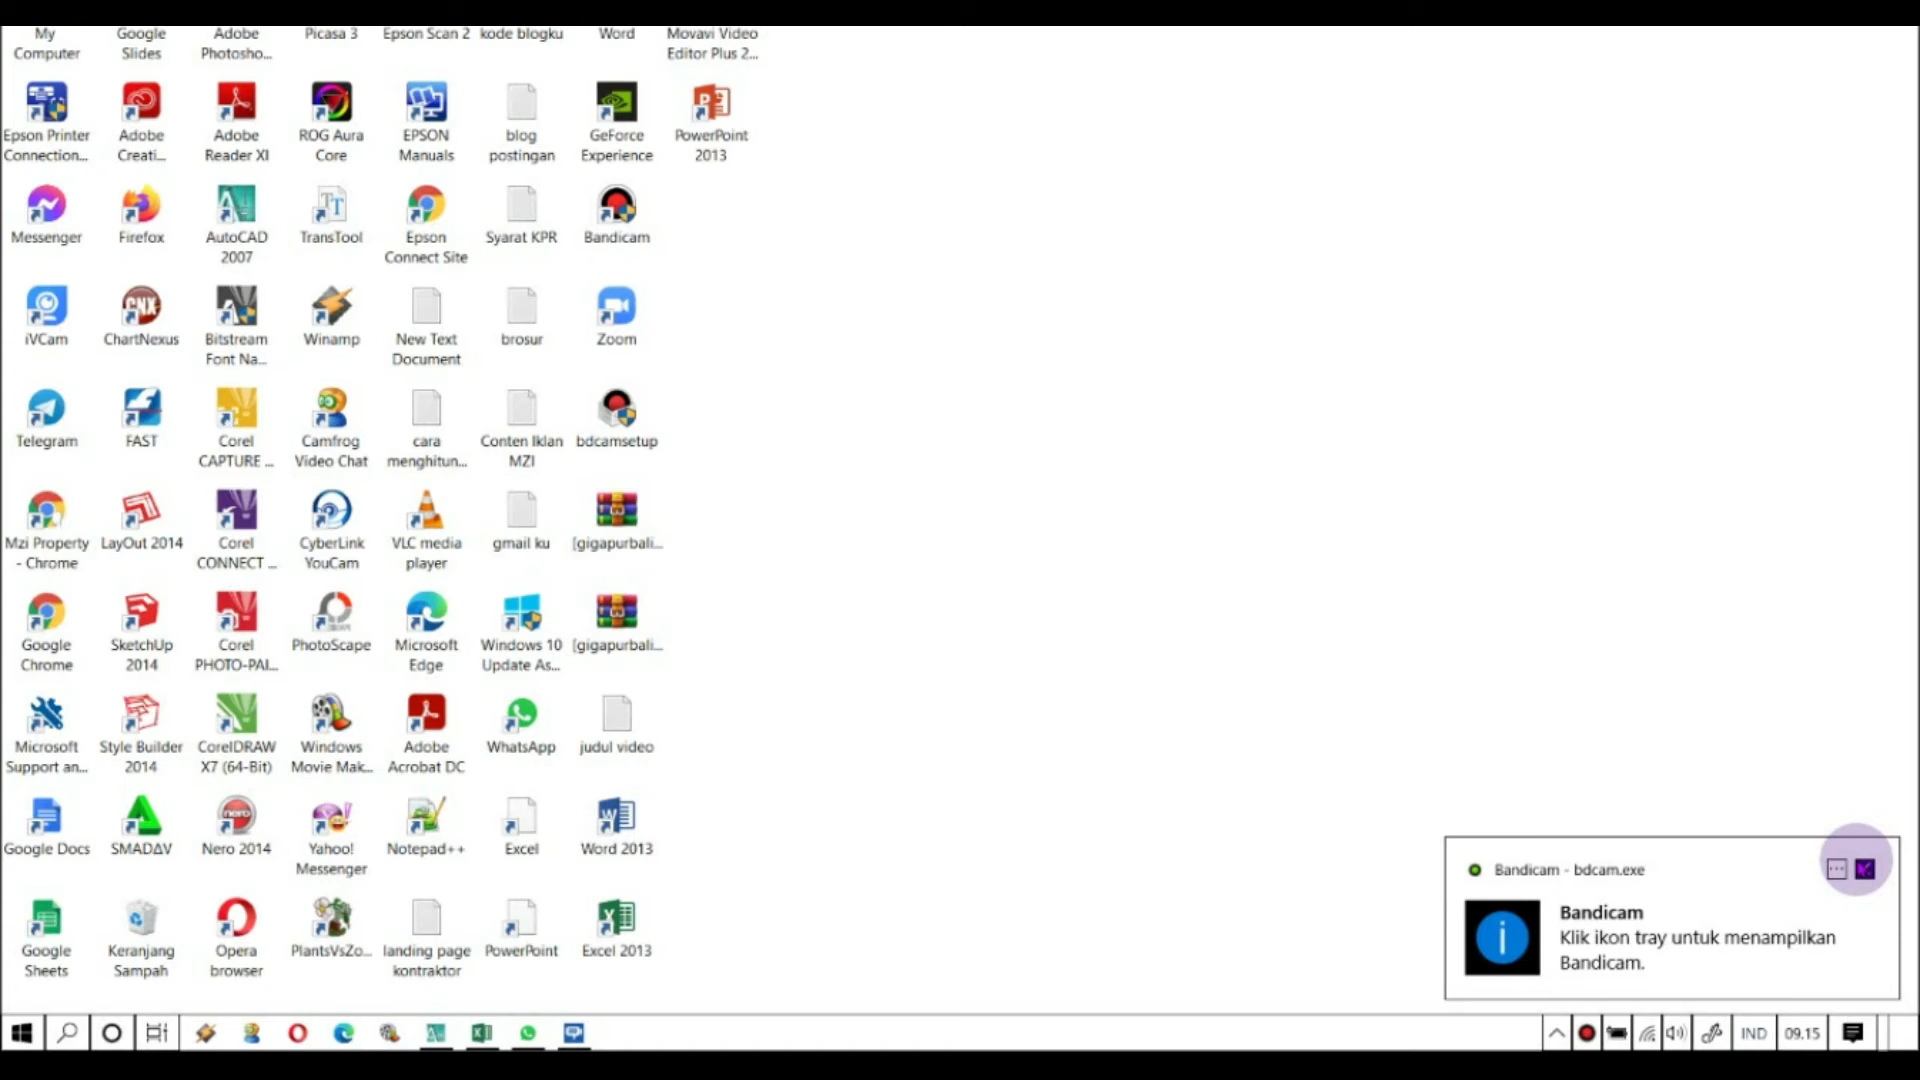 My
Computer
Google
Slides
Adobe
Photosho...
Picasa 3
Epson Scan 2
kode blogku
Word
Movavi Video
Editor Plus 2...
Epson Printer
Connection...
Adobe
Creati...
Adobe
Reader XI
ROG Aura
Core
EPSON
Manuals
blog
postingan
GeForce
Experience
PowerPoint
2013
Messenger
Firefox
AutoCAD
2007
TransTool
Epson
Connect Site
Syarat KPR
Bandicam
iVCam
CNX
ChartNexus
Bitstream
Font Na...
Winamp
New Text
Document
brosur
Zoom
Telegram
FAST
Corel
CAPTURE ...
Camfrog
Video Chat
cara
menghitun...
Conten Iklan
MZI
bdcamsetup
Mzi Property
- Chrome
LayOut 2014
Corel
CONNECT ...
CyberLink
YouCam
VLC media
player
gmail ku
[gigapurbali...
Google
Chrome
SketchUp
2014
Corel
PHOTO-PAI...
PhotoScape
Microsoft
Edge
Windows 10
Update As...
[gigapurbali...
Microsoft
Support an...
Style Builder
2014
CorelDRAW
X7 (64-Bit)
Windows
Movie Mak...
Adobe
Acrobat DC
WhatsApp
judul video
Google Docs
SMADΔV
nero
Nero 2014
Yahoo!
Messenger
Notepad++
Excel
Word 2013
Google
Sheets
Keranjang
Sampah
Opera
browser
PlantsVsZo...
landing page
kontraktor
PowerPoint
Excel 2013
Bandicam - bdcam.exe
Bandicam
Klik ikon tray untuk menampilkan
Bandicam.
IND
09.15